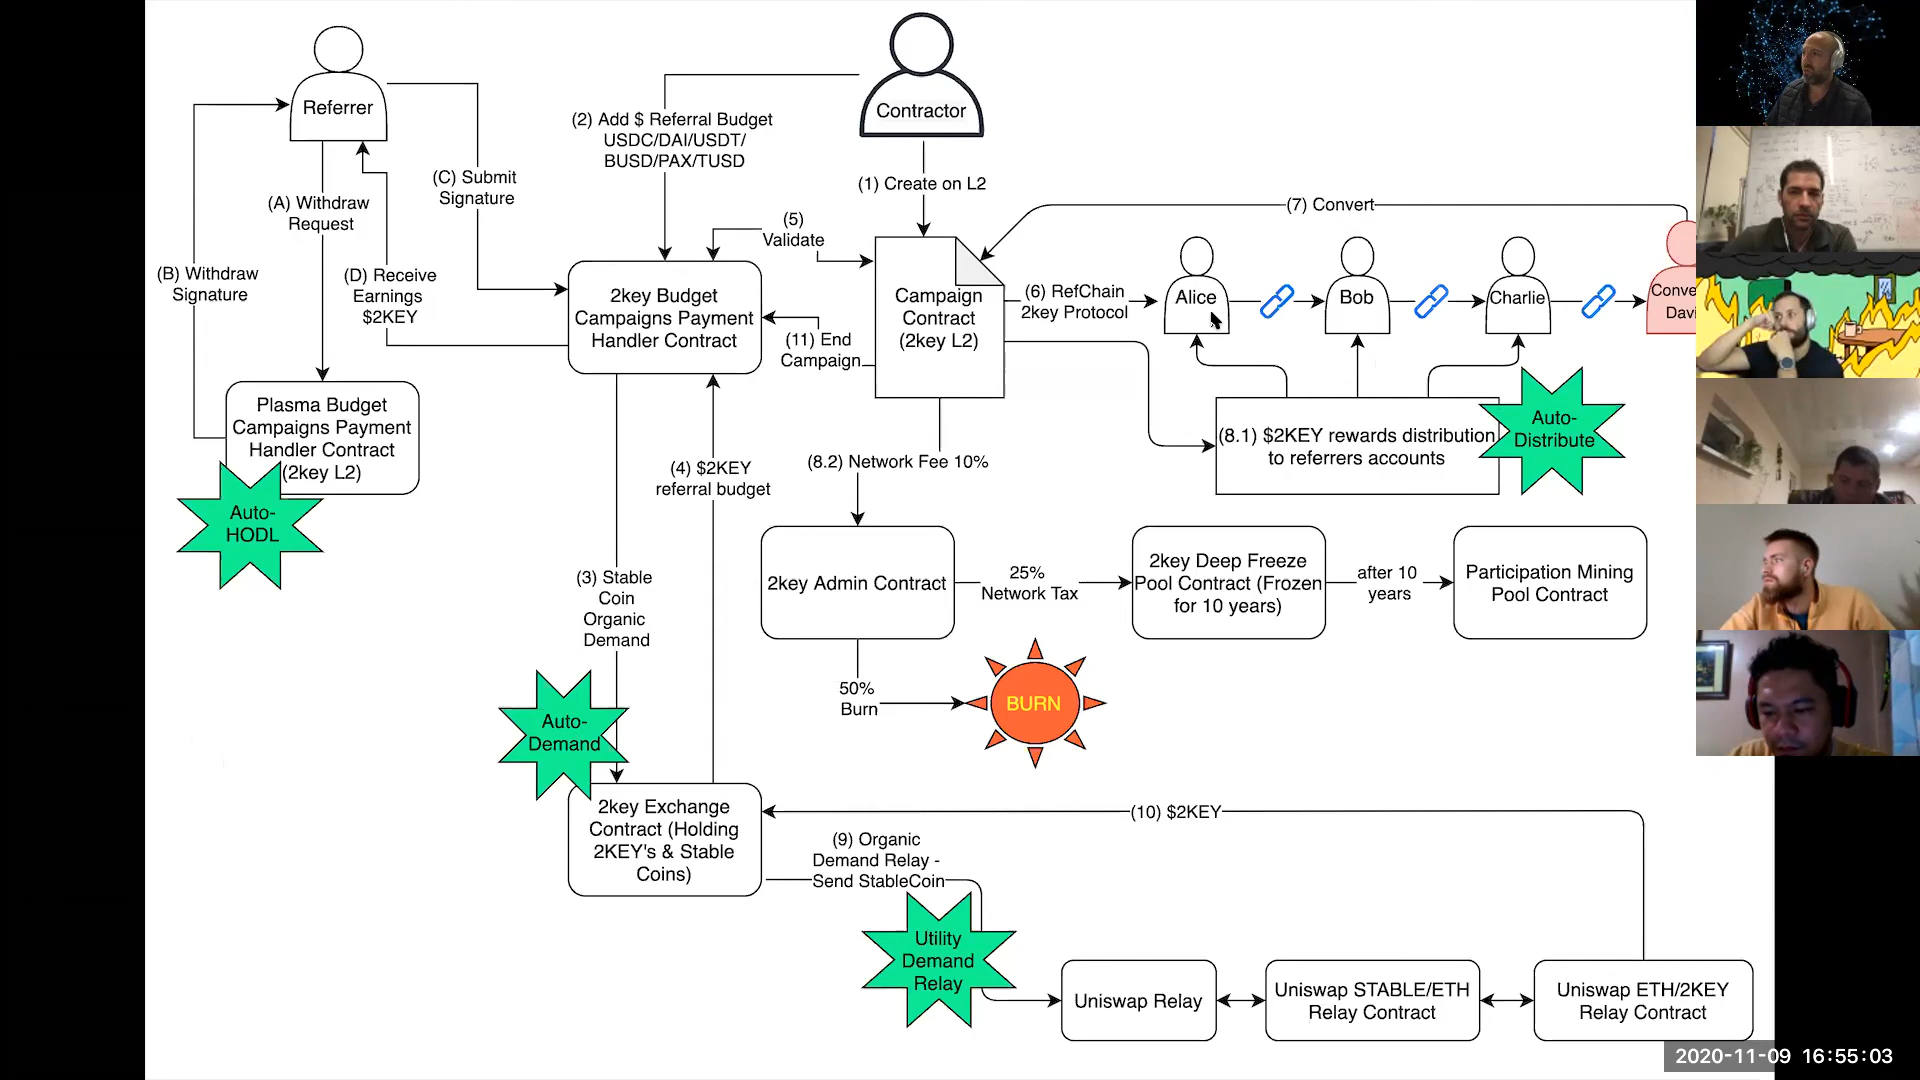 Referrer
Contractor
(2) Add $ Referral Budget
USDC/DAI/USDT/
BUSD/PAX/TUSD
(C) Submit
Signature
(1) Create on L2
(A) Withdraw
Request
(5)
Validate
(7) Convert
(B) Withdraw
Signature
(D) Receive
Earnings
$2KEY
2key Budget
Campaigns Payment
Handler Contract
Campaign
Contract
(2key L2)
(6) RefChain
2key Protocol
Alice
Bob
Charlie
(11) End
Campaign
Plasma Budget
Campaigns Payment
Handler Contract
(2key L2)
Auto-
HODL
(4) $2KEY
referral budget
(8.2) Network Fee 10%
(8.1) $2KEY rewards distribution
to referrers accounts
Auto-
Distribute
(3) Stable
Coin
Organic
Demand
2key Admin Contract
25%
Network Tax
2key Deep Freeze
Pool Contract (Frozen
for 10 years)
after 10
years
Participation Mining
Pool Contract
50%
Burn
BURN
Auto-
Demand
2key Exchange
Contract (Holding
2KEY's & Stable
Coins)
(10) $2KEY
(9) Organic
Demand Relay -
Send StableCoin
Utility
Demand
Relay
Uniswap Relay
Uniswap STABLE/ETH
Relay Contract
Uniswap ETH/2KEY
Relay Contract
2020-11-09 16:55:03